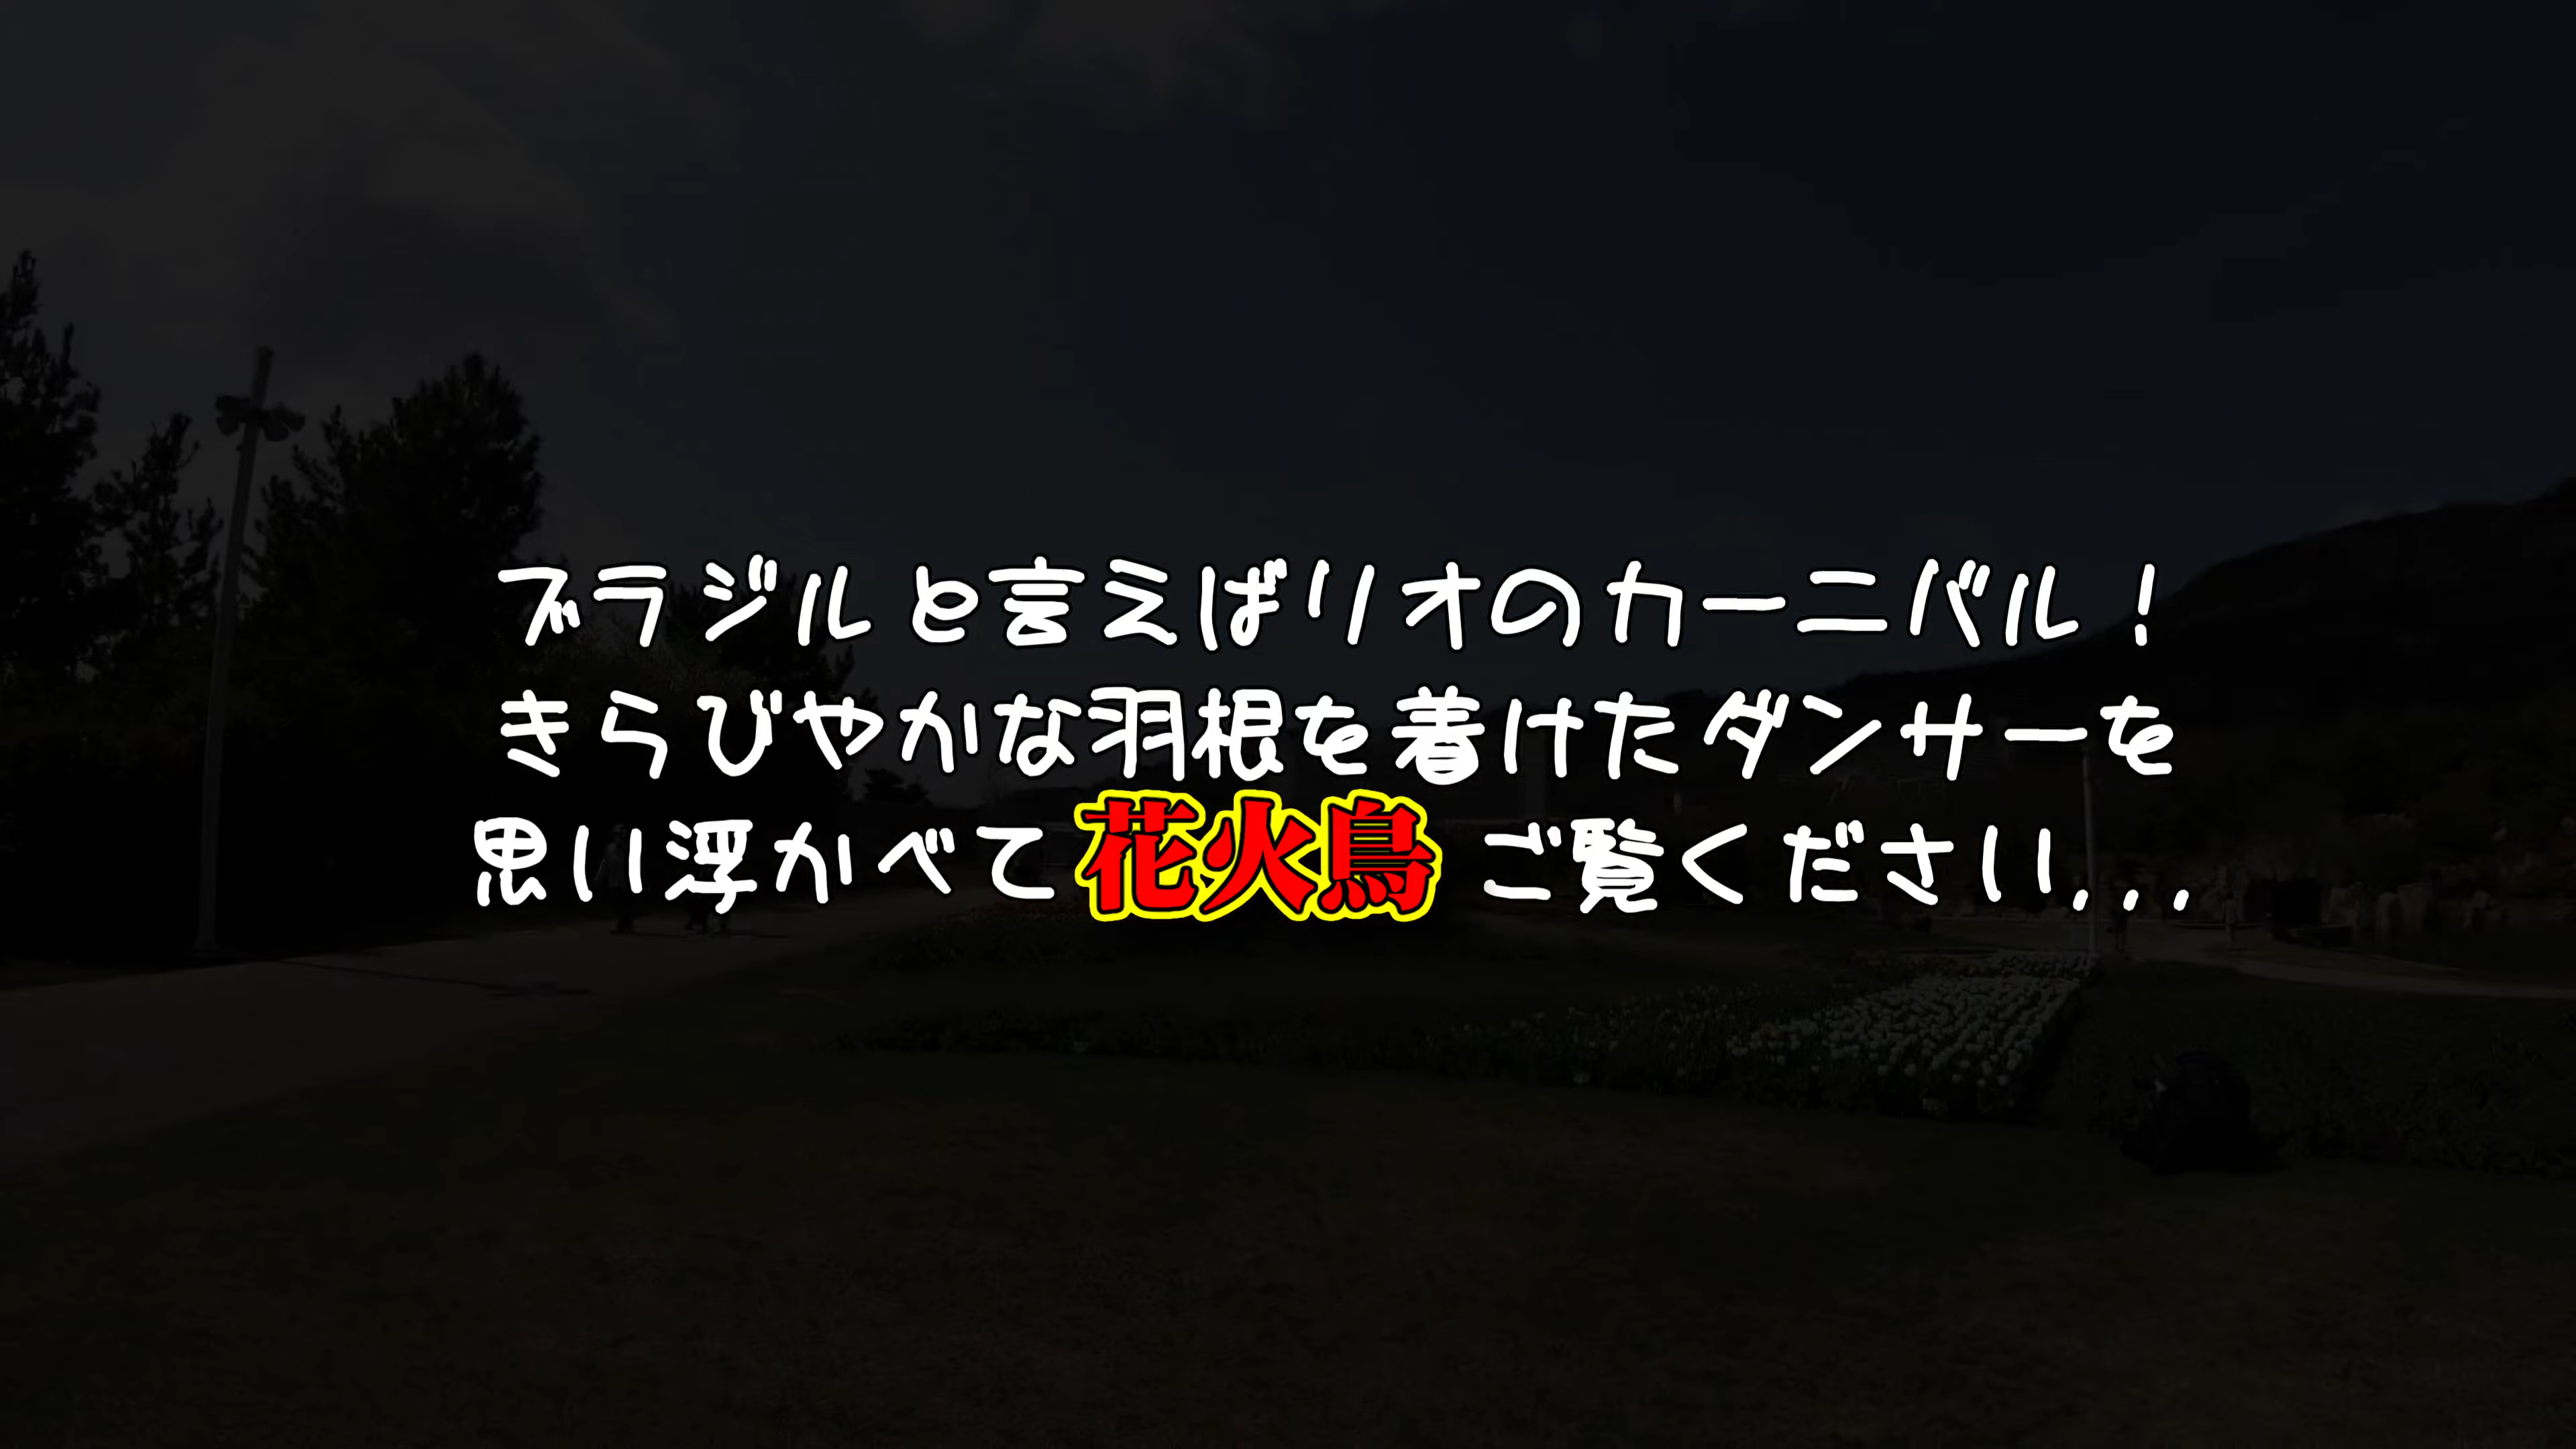 ブラジルと言えばリオのカーニバル！
きらびやかな羽根を着けたダンサーを
思い浮かべて花火鳥ご覧ください...